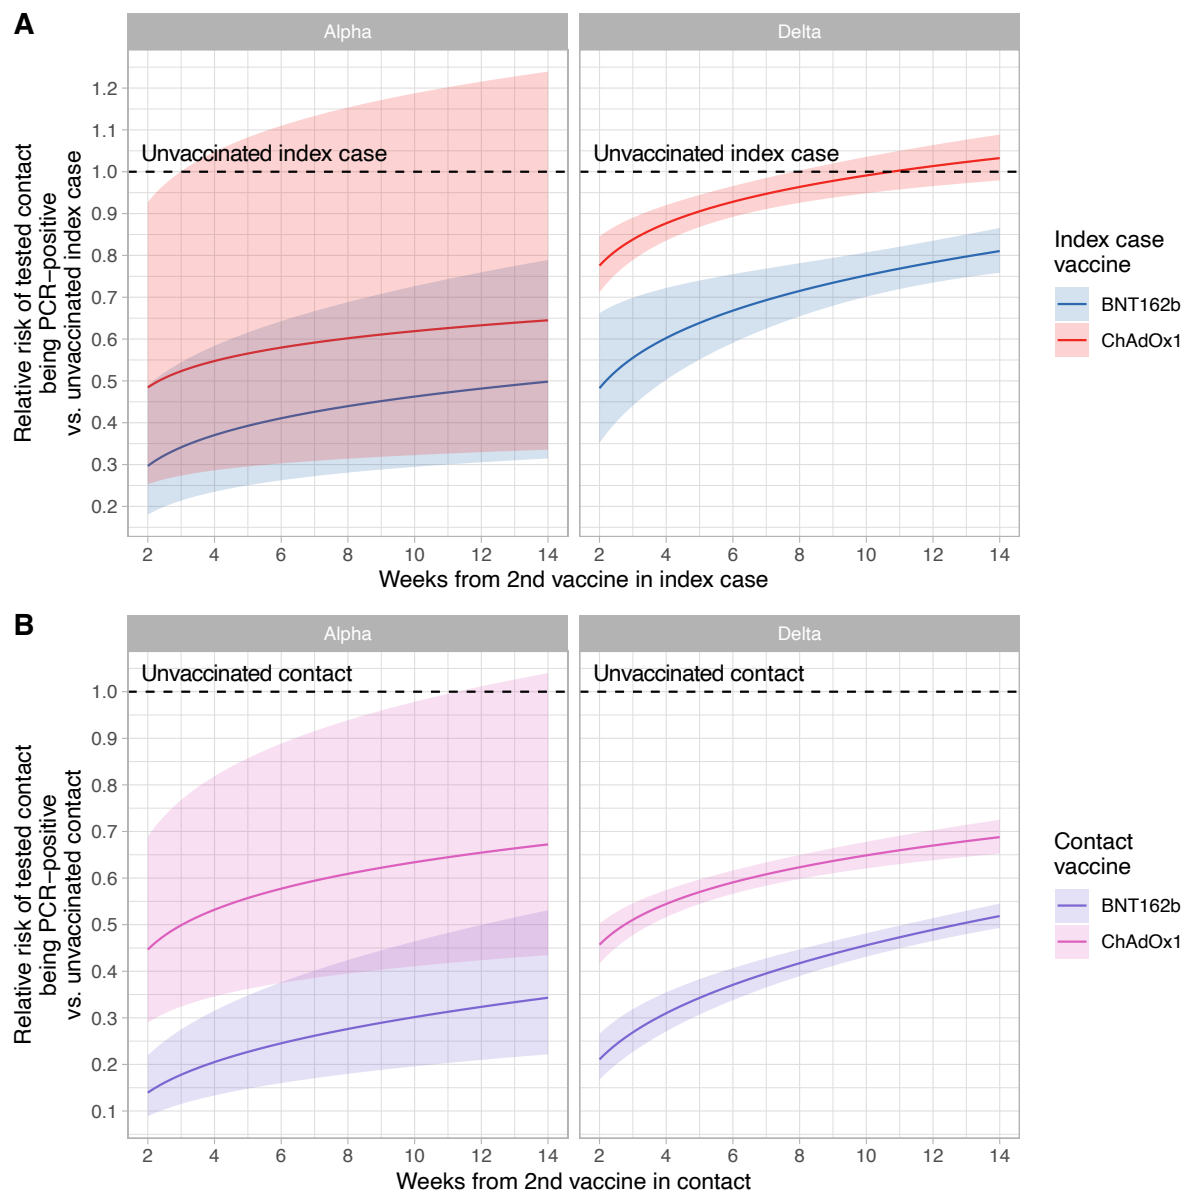 A
Alpha
Delta
Relative risk of tested contact
being PCR−positive
vs. unvaccinated index case
1.2
1.1
1.0
0.9
0.8
0.7
0.6
0.5
0.4
0.3
0.2
Unvaccinated index case
Unvaccinated index case
2 4 6 8 10 12 14
2 4 6 8 10 12 14
Weeks from 2nd vaccine in index case
Index case
vaccine
BNT162b
ChAdOx1
B
Alpha
Delta
Relative risk of tested contact
being PCR−positive
vs. unvaccinated contact
1.0
0.9
0.8
0.7
0.6
0.5
0.4
0.3
0.2
0.1
Unvaccinated contact
Unvaccinated contact
2 4 6 8 10 12 14
2 4 6 8 10 12 14
Weeks from 2nd vaccine in contact
Contact
vaccine
BNT162b
ChAdOx1